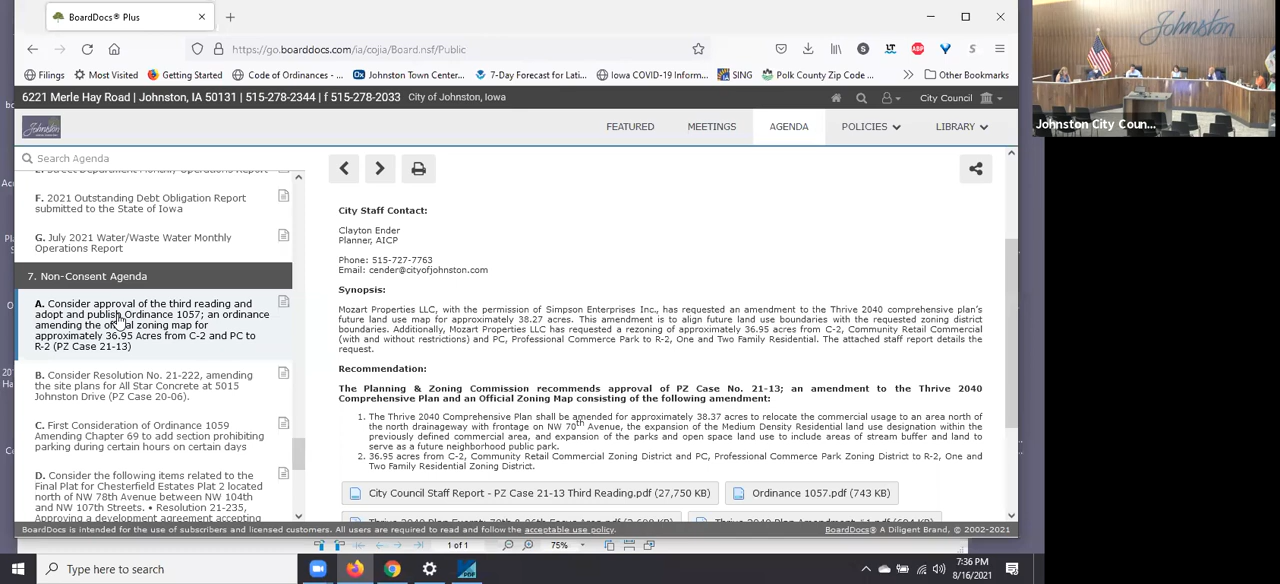 BoardDocs® Plus
https://go.boarddocs.com/ia/cojia/Board.nsf/Public
Filings
Most Visited
Getting Started
Code of Ordinances - ...
Johnston Town Center...
7-Day Forecast for Lati...
Iowa COVID-19 Inform...
SING
Polk County Zip Code ...
Other Bookmarks
6221 Merle Hay Road | Johnston, IA 50131 | 515-278-2344 | f 515-278-2033 City of Johnston, Iowa
City Council
Johnston
FEATURED
MEETINGS
AGENDA
POLICIES
LIBRARY
Search Agenda
E. Street Department Monthly Operations Report
F. 2021 Outstanding Debt Obligation Report
submitted to the State of Iowa
G. July 2021 Water/Waste Water Monthly
Operations Report
7. Non-Consent Agenda
A. Consider approval of the third reading and
adopt and publish Ordinance 1057; an ordinance
amending the official zoning map for
approximately 36.95 Acres from C-2 and PC to
R-2 (PZ Case 21-13)
B. Consider Resolution No. 21-222, amending
the site plans for All Star Concrete at 5015
Johnston Drive (PZ Case 20-06).
C. First Consideration of Ordinance 1059
Amending Chapter 69 to add section prohibiting
parking during certain hours on certain days
D. Consider the following items related to the
Final Plat for Chesterfield Estates Plat 2 located
north of NW 78th Avenue between NW 104th
and NW 107th Streets. • Resolution 21-235,
Approving a development agreement accepting
City Staff Contact:
Clayton Ender
Planner, AICP
Phone: 515-727-7763
Email: cender@cityofjohnston.com
Synopsis:
Mozart Properties LLC, with the permission of Simpson Enterprises Inc., has requested an amendment to the Thrive 2040 comprehensive plan's
future land use map for approximately 38.27 acres. This amendment is to align future land use boundaries with the requested zoning district
boundaries. Additionally, Mozart Properties LLC has requested a rezoning of approximately 36.95 acres from C-2, Community Retail Commercial
(with and without restrictions) and PC, Professional Commerce Park to R-2, One and Two Family Residential. The attached staff report details the
request.
Recommendation:
The Planning & Zoning Commission recommends approval of PZ Case No. 21-13; an amendment to the Thrive 2040
Comprehensive Plan and an Official Zoning Map consisting of the following amendment:
1. The Thrive 2040 Comprehensive Plan shall be amended for approximately 38.37 acres to relocate the commercial usage to an area north of
the north drainageway with frontage on NW 70th Avenue, the expansion of the Medium Density Residential land use designation within the
previously defined commercial area, and expansion of the parks and open space land use to include areas of stream buffer and land to
serve as a future neighborhood public park.
2. 36.95 acres from C-2, Community Retail Commercial Zoning District and PC, Professional Commerce Park Zoning District to R-2, One and
Two Family Residential Zoning District.
City Council Staff Report - PZ Case 21-13 Third Reading.pdf (27,750 KB)
Ordinance 1057.pdf (743 KB)
BoardDocs is intended for use of subscribers and licensed customers. All users are required to read and follow the acceptable use policy.
BoardDocs® A Diligent Brand. © 2002-2021
1 of 1
75%
Type here to search
7:36 PM
8/16/2021
Johnston
Johnston City Coun...